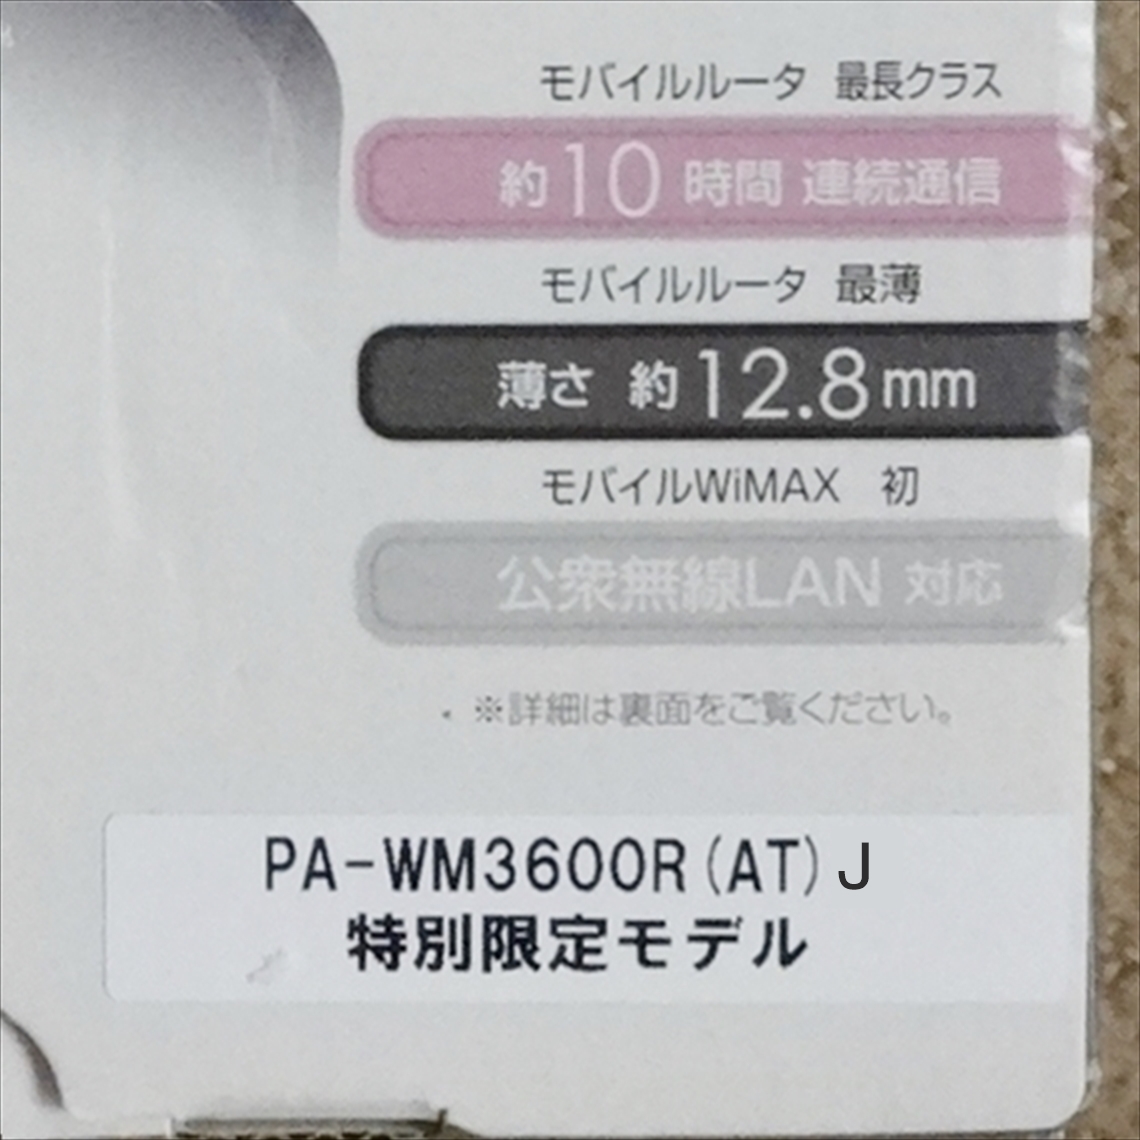 モバイルルータ 最長クラス
約10時間 連続通信
モバイルルータ 最薄
薄さ 約12.8mm
モバイルWiMAX 初
公衆無線LAN 対応
※詳細は裏面をご覧ください。
PA-WM3600R(AT)J
特別限定モデル